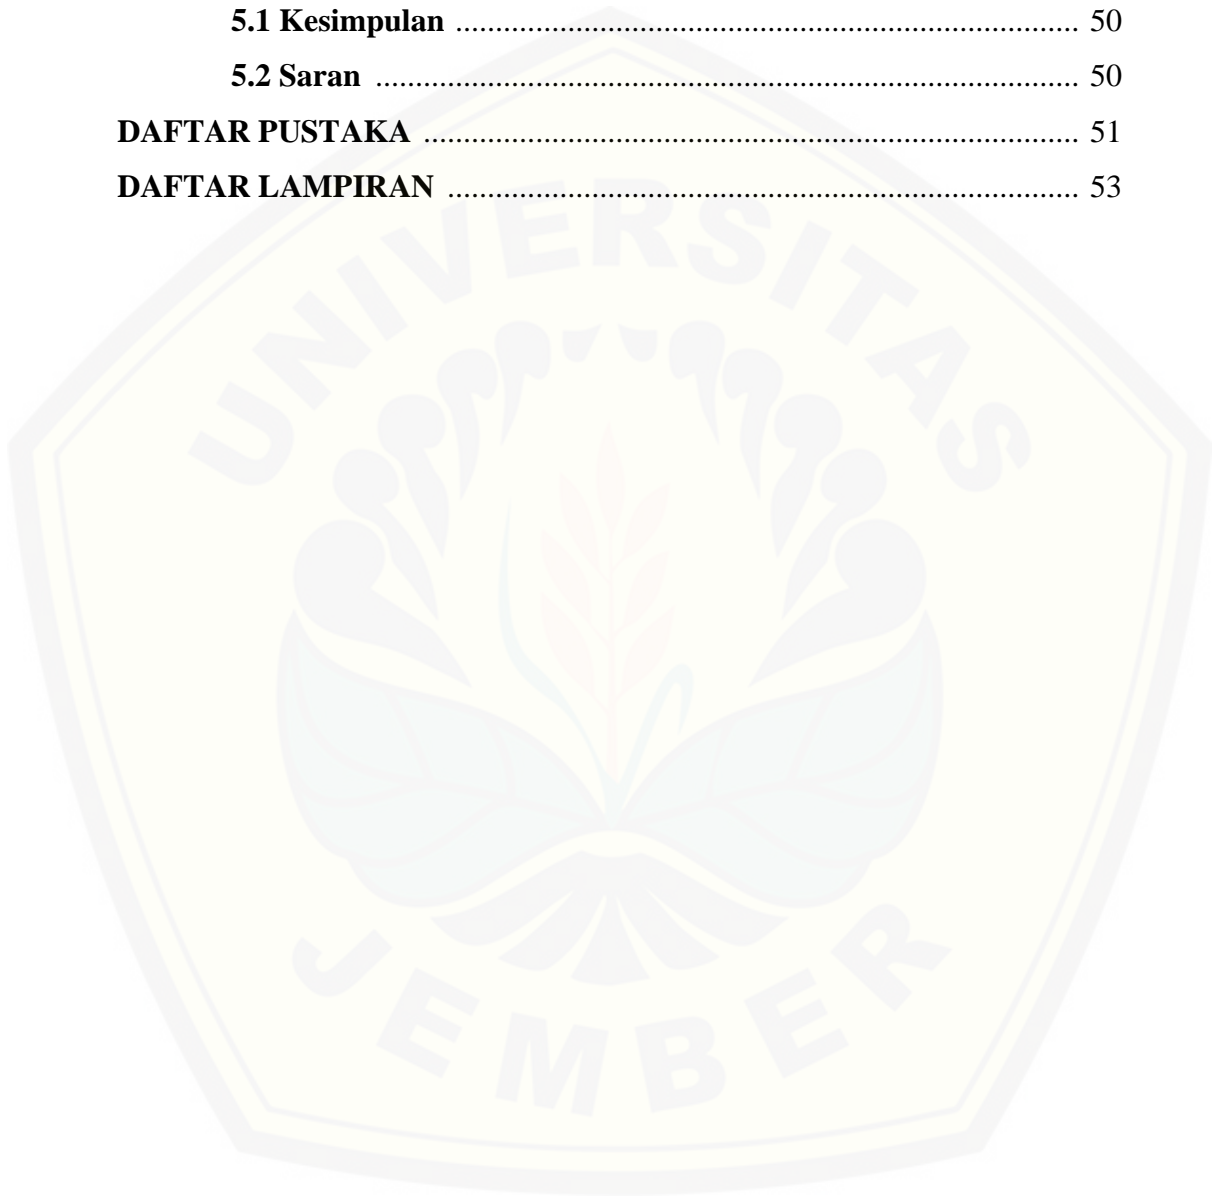 5.1 Kesimpulan .............................................................................. 50
5.2 Saran ........................................................................................ 50
DAFTAR PUSTAKA .................................................................................. 51
DAFTAR LAMPIRAN ............................................................................... 53
UNIVERSITAS
JEMBER